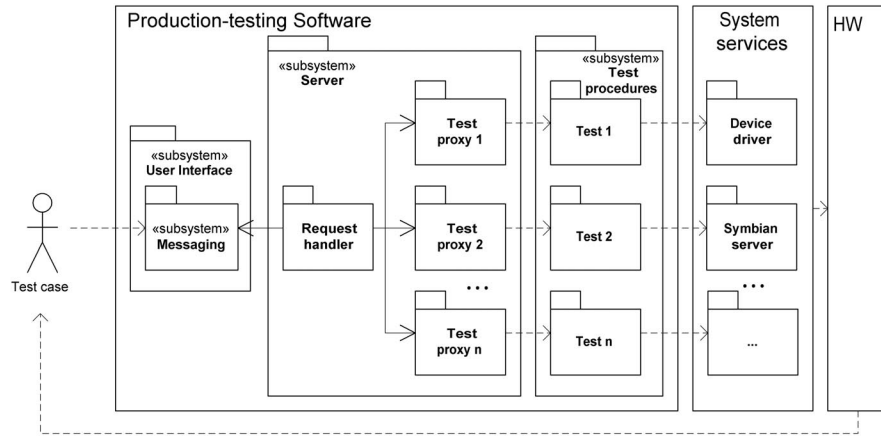 Production-testing Software
System
services
HW
«subsystem»
Server
«subsystem»
Test
procedures
Test
proxy 1
Test 1
Device
driver
«subsystem»
User Interface
«subsystem»
Messaging
Request
handler
Test
proxy 2
Test 2
Symbian
server
Test case
...
...
Test
proxy n
Test n
...